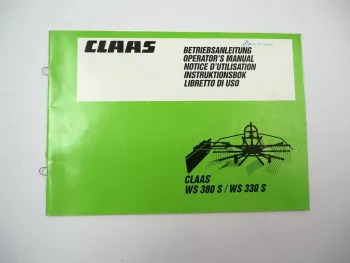 CLAAS
BETRIEBSANLEITUNG
OPERATOR'S MANUAL
NOTICE D'UTILISATION
INSTRUKTIONSBOK
LIBRETTO DI USO
CLAAS
WS 380 S / WS 330 S